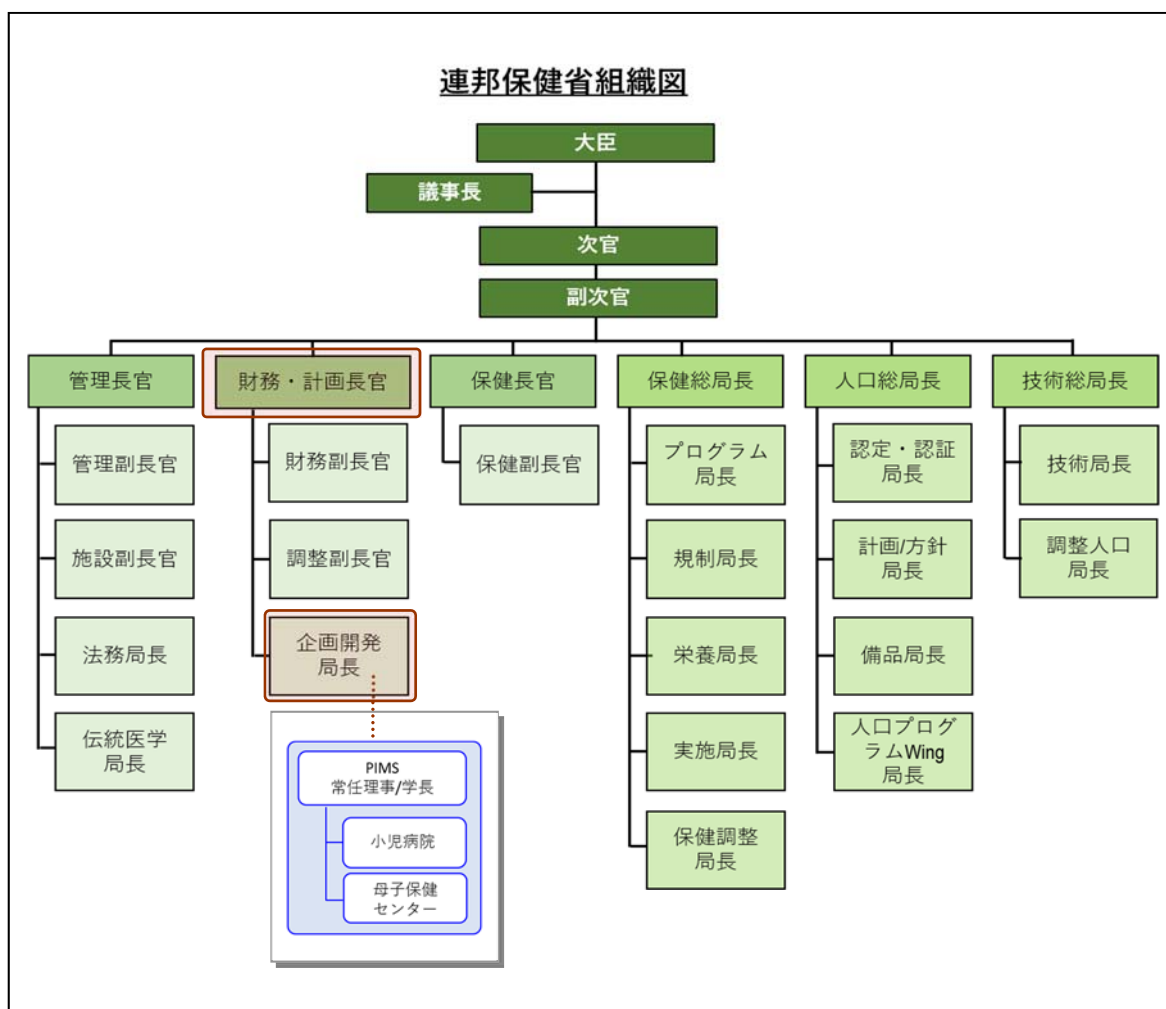 連邦保健省組織図
大臣
議事長
次官
副次官
管理長官
財務・計画長官
保健長官
保健総局長
人口総局長
技術総局長
管理副長官
施設副長官
法務局長
伝統医学
局長
財務副長官
調整副長官
企画開発
局長
PIMS
常任理事/学長
小児病院
母子保健
センター
保健副長官
プログラム
局長
規制局長
栄養局長
実施局長
保健調整
局長
認定・認証
局長
計画/方針
局長
備品局長
人口プログ
ラムWing
局長
技術局長
調整人口
局長